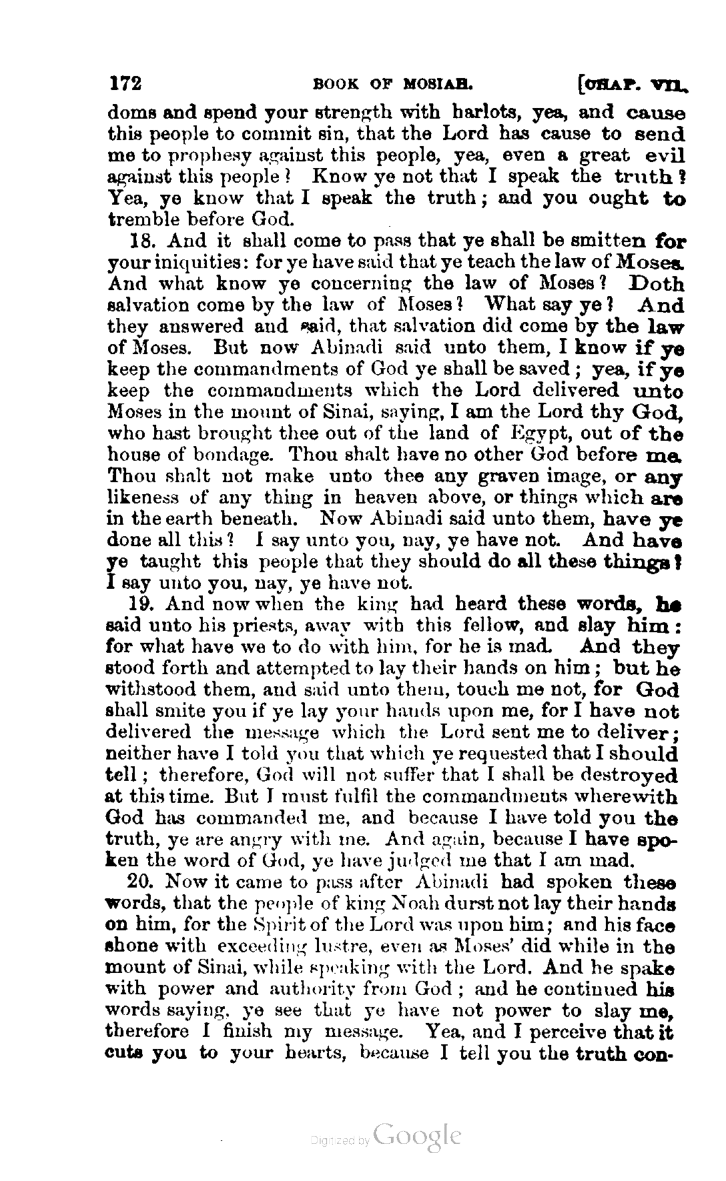 172 BOOK OF MOSIAH. [CHAP. VII.
doms and spend your strength with harlots, yea, and cause
this people to commit sin, that the Lord has cause to send
me to prophesy against this people, yea, even a great evil
against this people? Know ye not that I speak the truth?
Yea, ye know that I speak the truth; and you ought to
tremble before God.
18. And it shall come to pass that ye shall be smitten for
your iniquities: for ye have said that ye teach the law of Moses.
And what know ye concerning the law of Moses? Doth
salvation come by the law of Moses? What say ye? And
they answered and said, that salvation did come by the law
of Moses. But now Abinadi said unto them, I know if ye
keep the commandments of God ye shall be saved; yea, if ye
keep the commandments which the Lord delivered unto
Moses in the mount of Sinai, saying, I am the Lord thy God,
who hast brought thee out of the land of Egypt, out of the
house of bondage. Thou shalt have no other God before me.
Thou shalt not make unto thee any graven image, or any
likeness of any thing in heaven above, or things which are
in the earth beneath. Now Abinadi said unto them, have ye
done all this? I say unto you, nay, ye have not. And have
ye taught this people that they should do all these things?
I say unto you, nay, ye have not.
19. And now when the king had heard these words, he
said unto his priests, away with this fellow, and slay him:
for what have we to do with him, for he is mad. And they
stood forth and attempted to lay their hands on him; but he
withstood them, and said unto them, touch me not, for God
shall smite you if ye lay your hands upon me, for I have not
delivered the message which the Lord sent me to deliver;
neither have I told you that which ye requested that I should
tell; therefore, God will not suffer that I shall be destroyed
at this time. But I must fulfil the commandments wherewith
God has commanded me, and because I have told you the
truth, ye are angry with me. And again, because I have spo-
ken the word of God, ye have judged me that I am mad.
20. Now it came to pass after Abinadi had spoken these
words, that the people of king Noah durst not lay their hands
on him, for the Spirit of the Lord was upon him; and his face
shone with exceeding lustre, even as Moses' did while in the
mount of Sinai, while speaking with the Lord. And he spake
with power and authority from God; and he continued his
words saying, ye see that ye have not power to slay me,
therefore I finish my message. Yea, and I perceive that it
cuts you to your hearts, because I tell you the truth con-
Digitized by Google